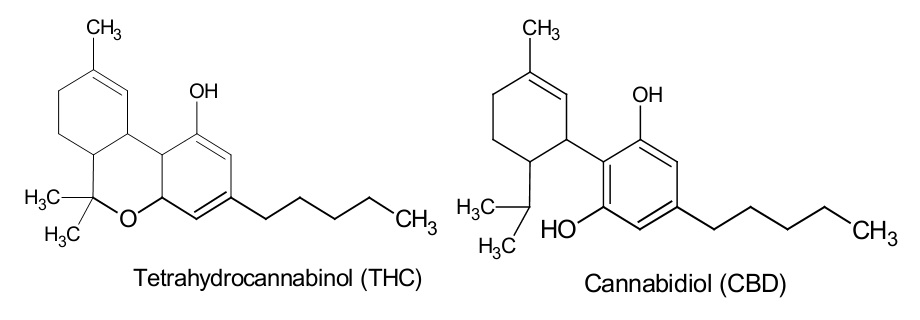 CH3
OH
H3C
O
H3C
CH3
Tetrahydrocannabinol (THC)
CH3
OH
H3C
HO
H3C
CH3
Cannabidiol (CBD)